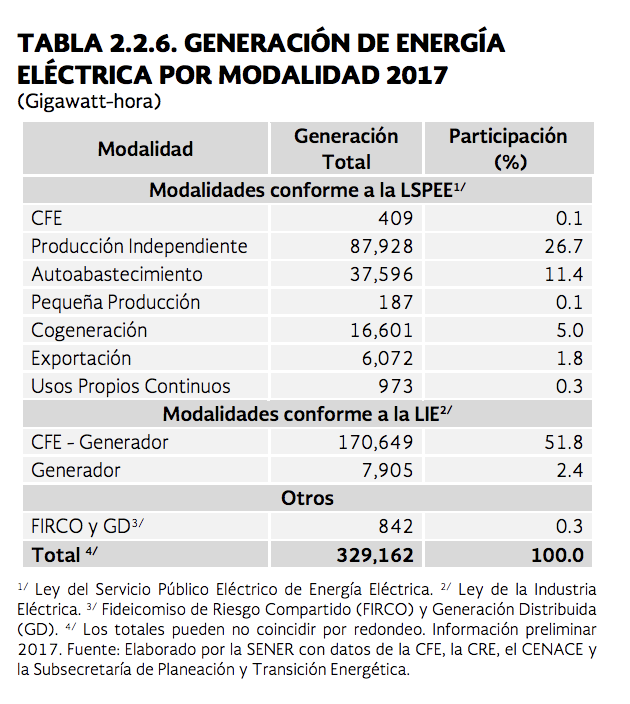 TABLA 2.2.6. GENERACIÓN DE ENERGÍA
ELÉCTRICA POR MODALIDAD 2017
(Gigawatt-hora)
Modalidad Generación Total Participación (%)
Modalidades conforme a la LSPEE1/
CFE 409 0.1
Producción Independiente 87,928 26.7
Autoabastecimiento 37,596 11.4
Pequeña Producción 187 0.1
Cogeneración 16,601 5.0
Exportación 6,072 1.8
Usos Propios Continuos 973 0.3
Modalidades conforme a la LIE2/
CFE - Generador 170,649 51.8
Generador 7,905 2.4
Otros
FIRCO y GD3/ 842 0.3
Total 4/ 329,162 100.0
1/ Ley del Servicio Público Eléctrico de Energía Eléctrica. 2/ Ley de la Industria
Eléctrica. 3/ Fideicomiso de Riesgo Compartido (FIRCO) y Generación Distribuida
(GD). 4/ Los totales pueden no coincidir por redondeo. Información preliminar
2017. Fuente: Elaborado por la SENER con datos de la CFE, la CRE, el CENACE y
la Subsecretaría de Planeación y Transición Energética.